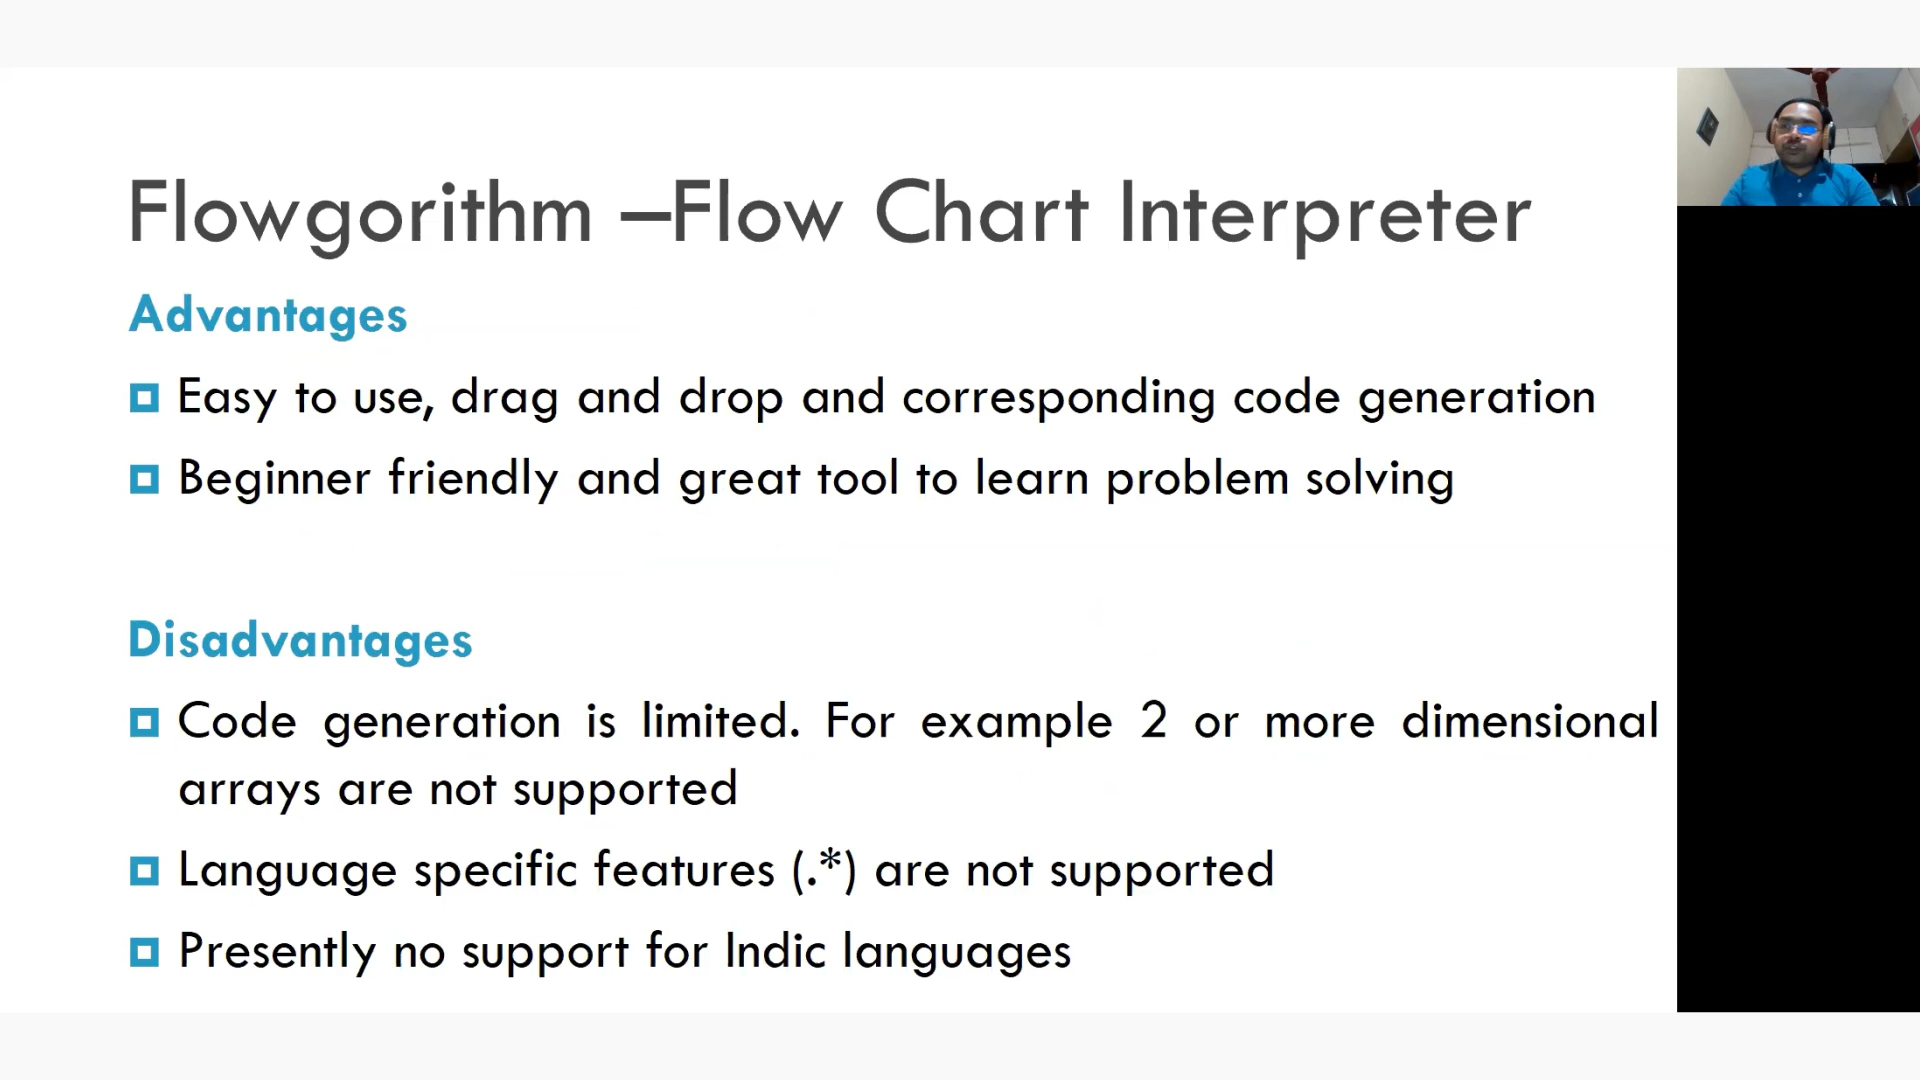 Flowgorithm –Flow Chart Interpreter
Advantages
Easy to use, drag and drop and corresponding code generation
Beginner friendly and great tool to learn problem solving
Disadvantages
Code generation is limited. For example 2 or more dimensional
arrays are not supported
Language specific features (.*) are not supported
Presently no support for Indic languages